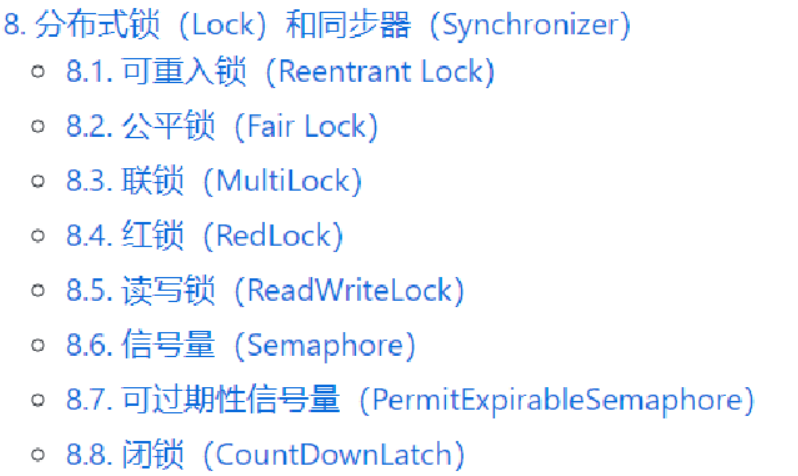 8. 分布式锁（Lock）和同步器（Synchronizer）
8.1. 可重入锁（Reentrant Lock）
8.2. 公平锁（Fair Lock）
8.3. 联锁（MultiLock）
8.4. 红锁（RedLock）
8.5. 读写锁（ReadWriteLock）
8.6. 信号量（Semaphore）
8.7. 可过期性信号量（PermitExpirableSemaphore）
8.8. 闭锁（CountDownLatch）